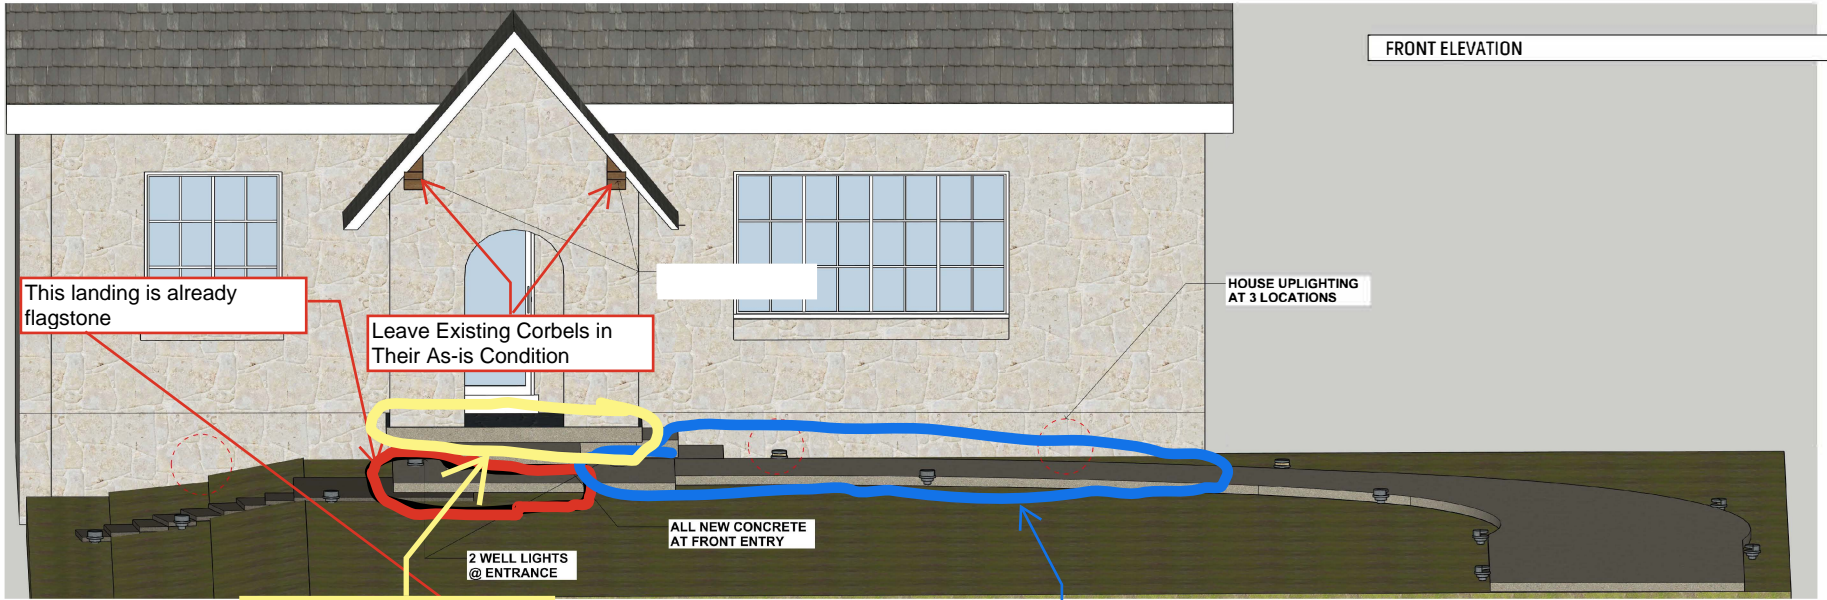 FRONT ELEVATION
This landing is already
flagstone
Leave Existing Corbels in
Their As-is Condition
HOUSE UPLIGHTING
AT 3 LOCATIONS
ALL NEW CONCRETE
AT FRONT ENTRY
2 WELL LIGHTS
@ ENTRANCE